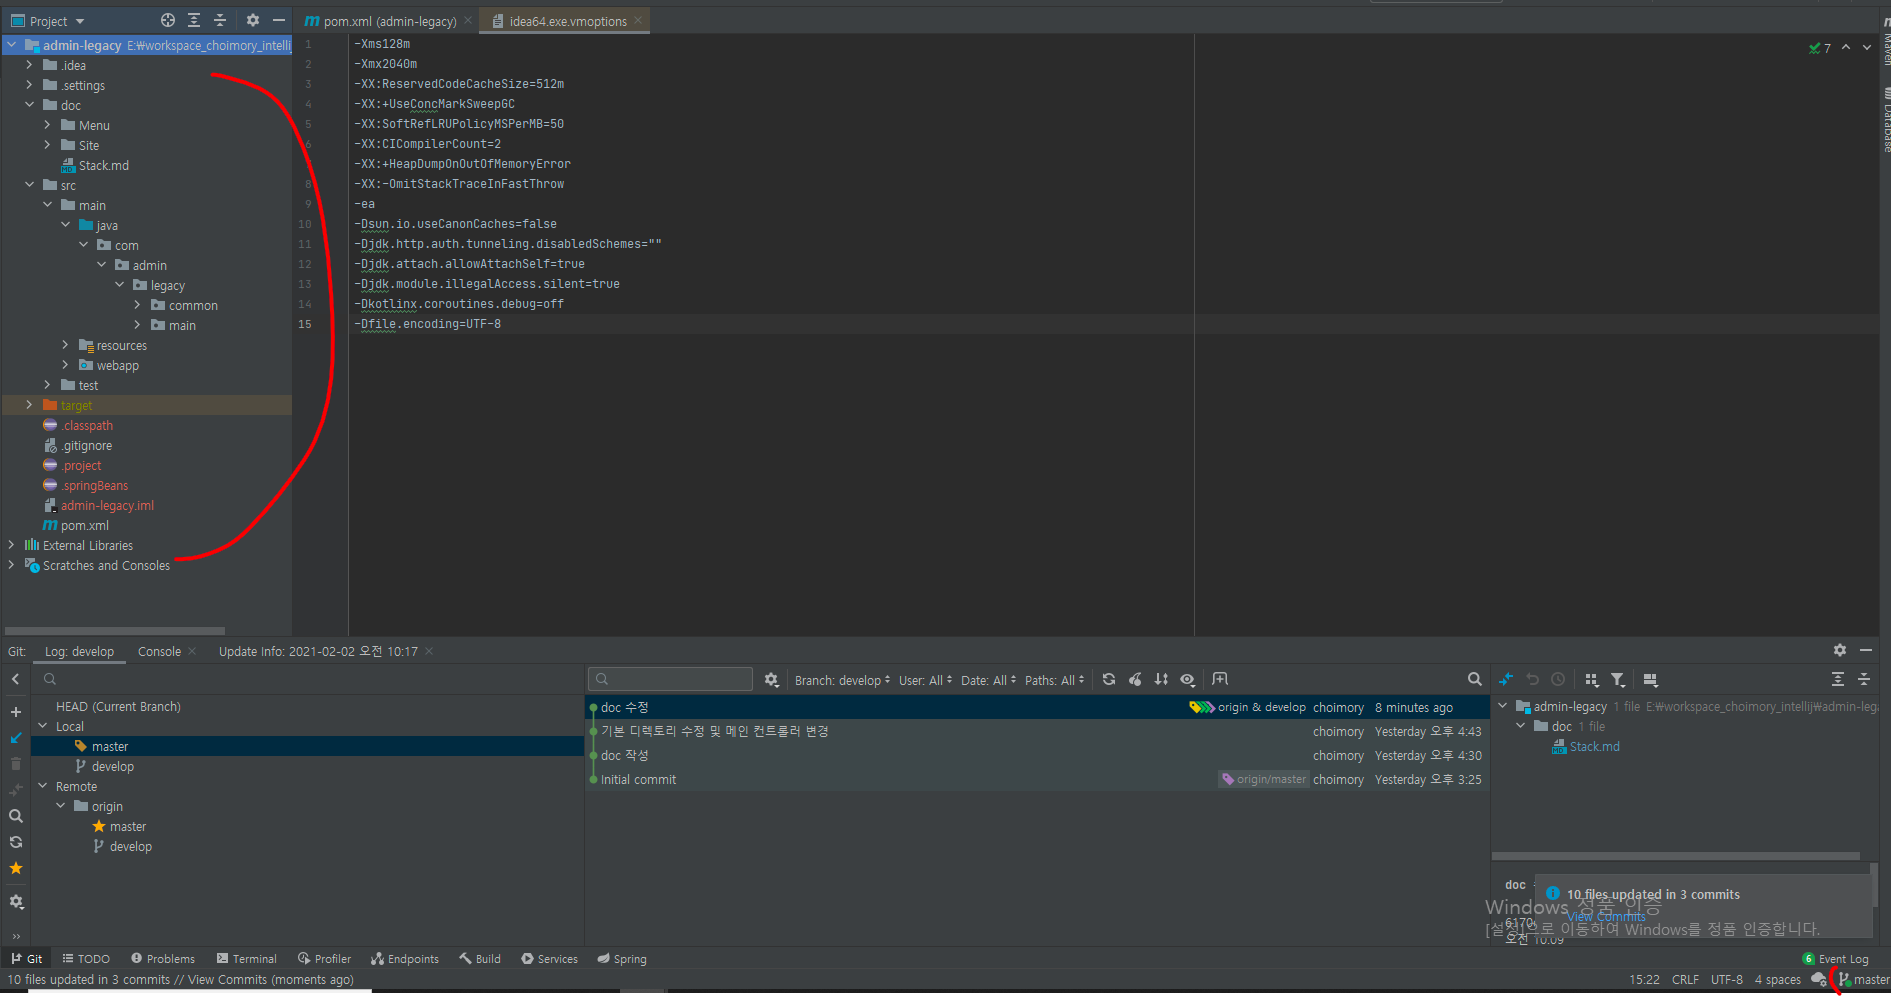 Project
admin-legacy E:₩workspace_choimory_intellij
.idea
.settings
doc
Menu
Site
Stack.md
src
main
java
com
admin
legacy
common
main
resources
webapp
test
target
.classpath
.gitignore
.project
.springBeans
admin-legacy.iml
pom.xml
External Libraries
Scratches and Consoles
pom.xml (admin-legacy)
idea64.exe.vmoptions
1 -Xms128m
2 -Xmx2040m
3 -XX:ReservedCodeCacheSize=512m
4 -XX:+UseConcMarkSweepGC
5 -XX:SoftRefLRUPolicyMSPerMB=50
6 -XX:CICompilerCount=2
-XX:+HeapDumpOnOutOfMemoryError
8 -XX:-OmitStackTraceInFastThrow
9 -ea
10 -Dsun.io.useCanonCaches=false
11 -Djdk.http.auth.tunneling.disabledSchemes=""
12 -Djdk.attach.allowAttachSelf=true
13 -Djdk.module.illegalAccess.silent=true
14 -Dkotlinx.coroutines.debug=off
15 -Dfile.encoding=UTF-8
7
Maven
Database
Git: Log: develop Console Update Info: 2021-02-02 오전 10:17
HEAD (Current Branch)
Local
master
develop
Remote
origin
master
develop
Branch: develop User: All Date: All Paths: All
doc 수정 origin & develop choimory 8 minutes ago
기본 디렉토리 수정 및 메인 컨트롤러 변경 choimory Yesterday 오후 4:43
doc 작성 choimory Yesterday 오후 4:30
Initial commit origin/master choimory Yesterday 오후 3:25
admin-legacy 1 file E:₩workspace_choimory_intellij₩admin-lega
doc 1 file
Stack.md
doc
10 files updated in 3 commits
View Commits
Windows 정품 인증
[설정]으로 이동하여 Windows를 정품 인증합니다.
오전 10:09
Git TODO Problems Terminal Profiler Endpoints Build Services Spring
6 Event Log
10 files updated in 3 commits // View Commits (moments ago)
15:22 CRLF UTF-8 4 spaces master